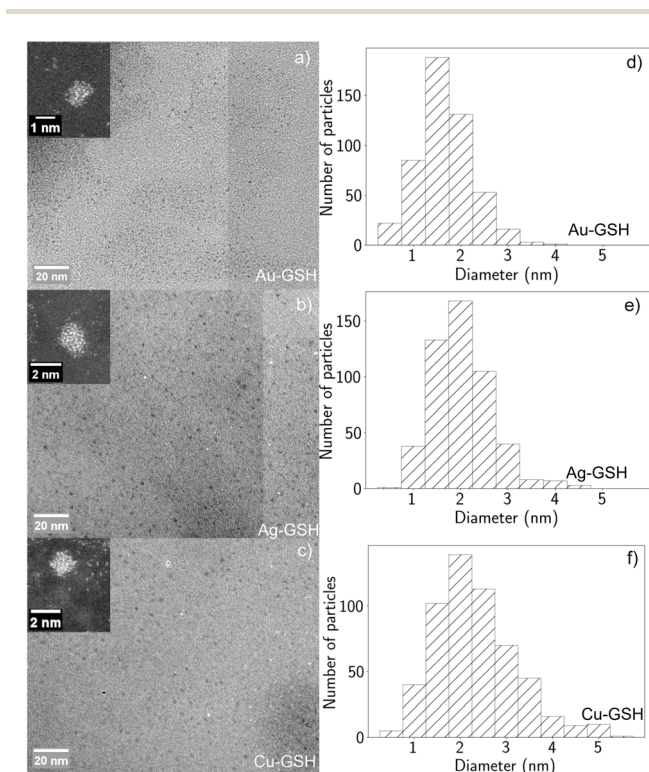 a)
1 nm
20 nm
Au-GSH
b)
2 nm
20 nm
Ag-GSH
c)
2 nm
20 nm
Cu-GSH
d)
Number of particles
150
100
50
0
Au-GSH
1 2 3 4 5
Diameter (nm)
e)
Number of particles
150
100
50
0
Ag-GSH
1 2 3 4 5
Diameter (nm)
f)
Number of particles
100
50
0
Cu-GSH
1 2 3 4 5
Diameter (nm)